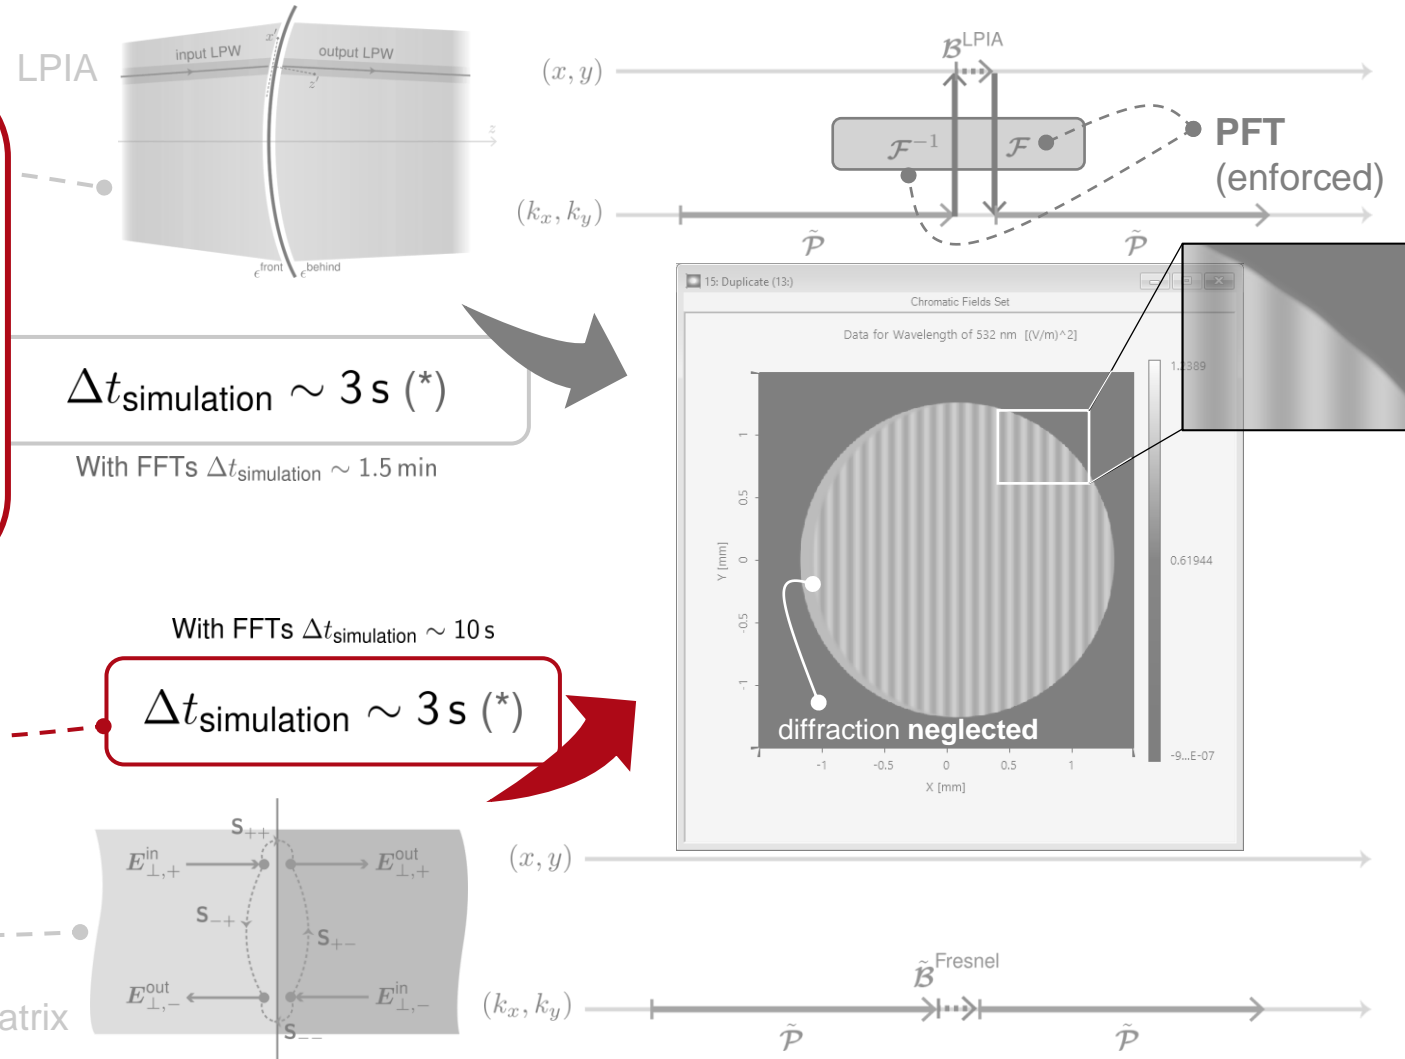 LPIA
input LPW
output LPW
x'
z'
z
ϵ^front
ϵ^behind
(x, y)
𝓑^LPIA
𝓕^−1
𝓕
PFT
(enforced)
(k_x, k_y)
𝓟̃
𝓟̃
Δt_simulation ∼ 3 s (*)
With FFTs Δt_simulation ∼ 1.5 min
15: Duplicate (13:)
Chromatic Fields Set
Data for Wavelength of 532 nm [(V/m)^2]
1.2389
0.61944
-9...E-07
Y [mm]
1
0.5
0
-0.5
-1
-1
-0.5
0
0.5
1
X [mm]
diffraction neglected
With FFTs Δt_simulation ∼ 10 s
Δt_simulation ∼ 3 s (*)
S_++
E^in_⊥,+
E^out_⊥,+
S_−+
S_+−
E^out_⊥,−
E^in_⊥,−
S_−−
atrix
(x, y)
𝓑̃^Fresnel
(k_x, k_y)
𝓟̃
𝓟̃